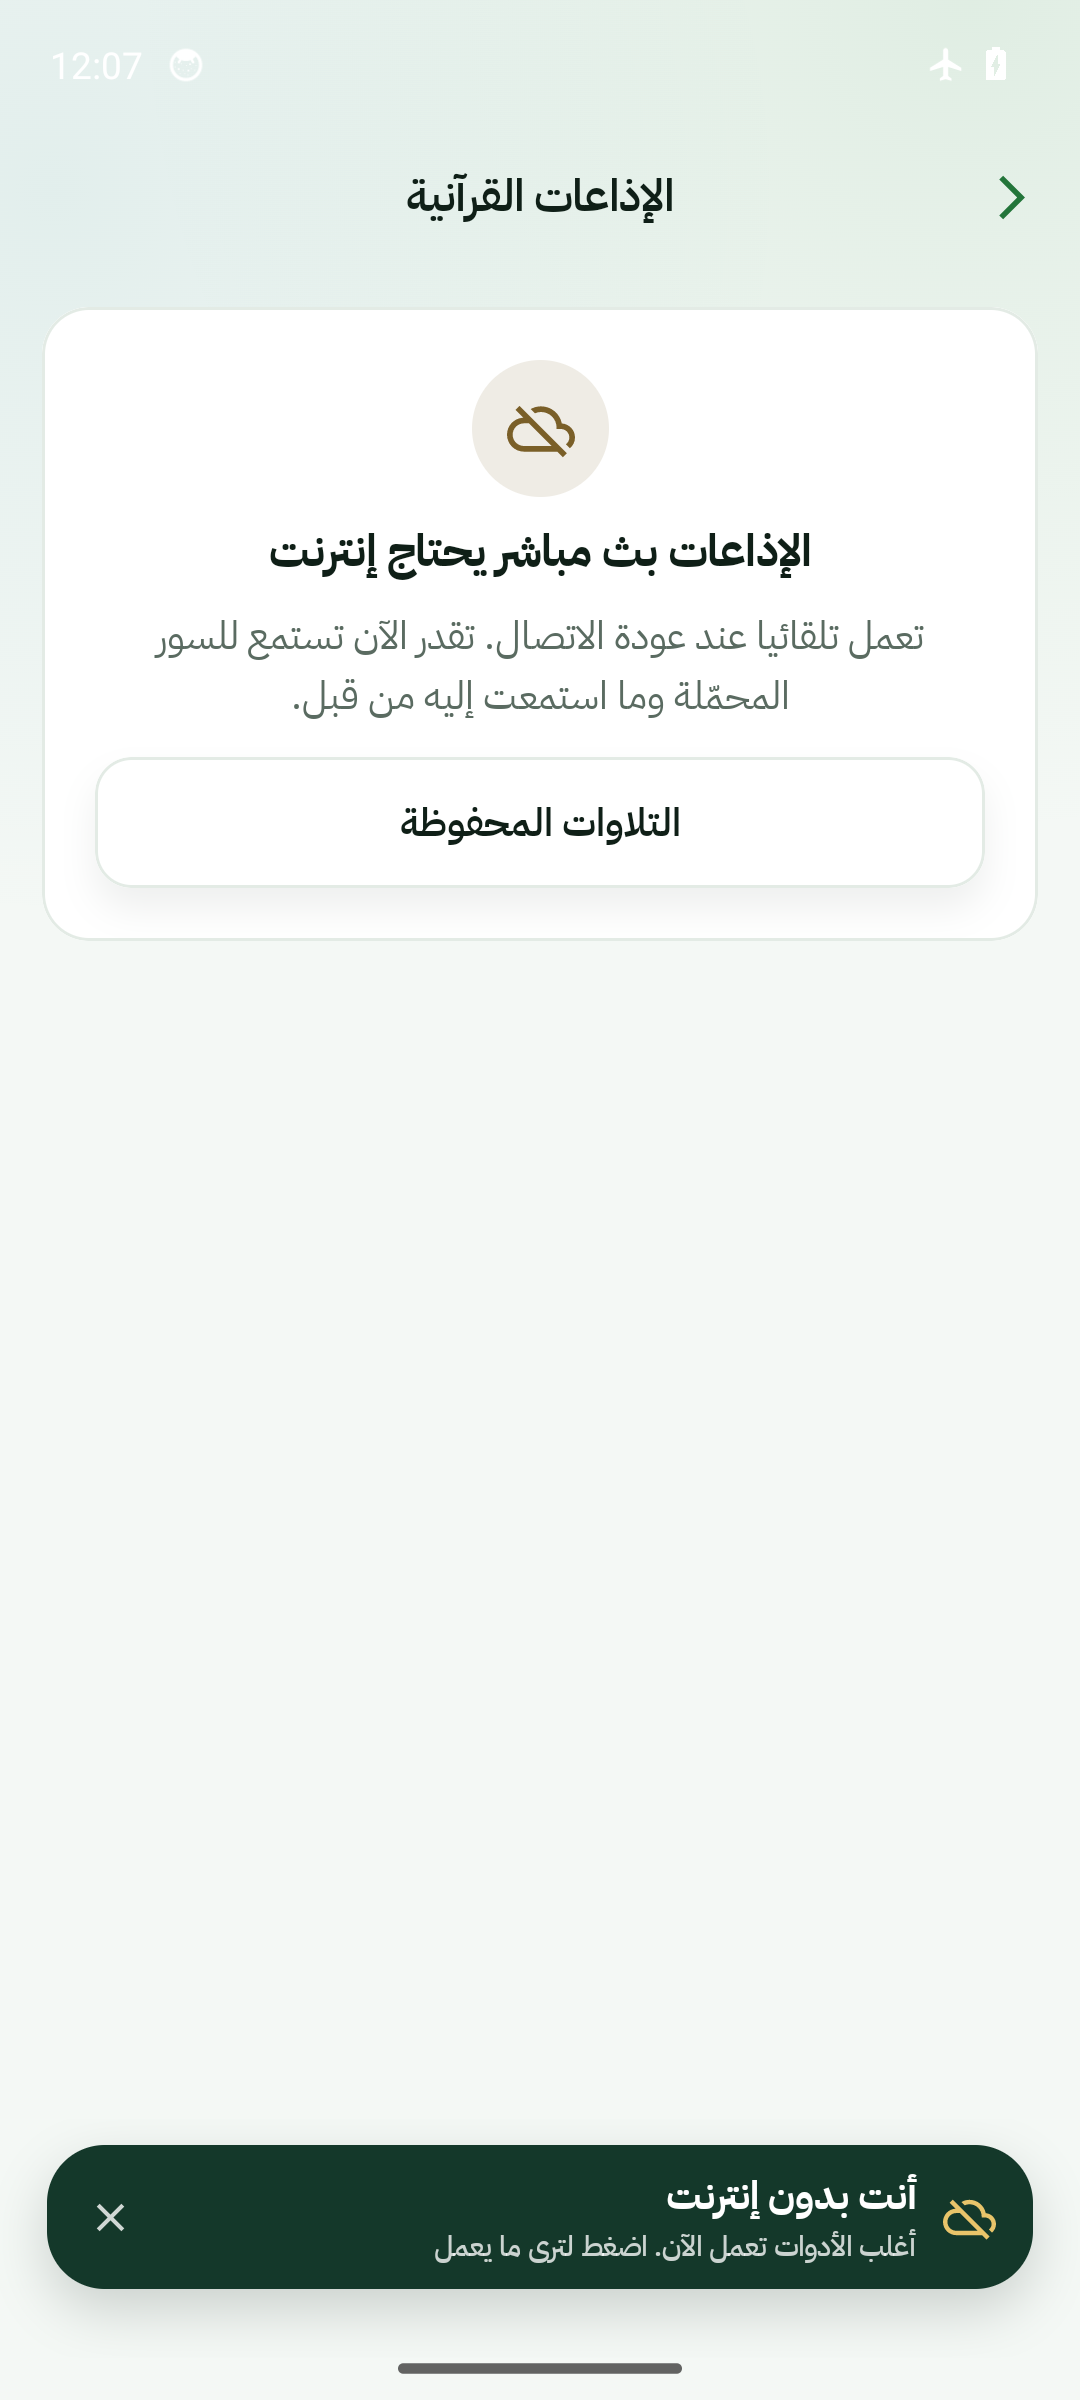 12:07
الإذاعات القرآنية
الإذاعات بث مباشر يحتاج إنترنت
تعمل تلقائيا عند عودة الاتصال. تقدر الآن تستمع للسور
المحمّلة وما استمعت إليه من قبل.
التلاوات المحفوظة
أنت بدون إنترنت
أغلب الأدوات تعمل الآن. اضغط لترى ما يعمل